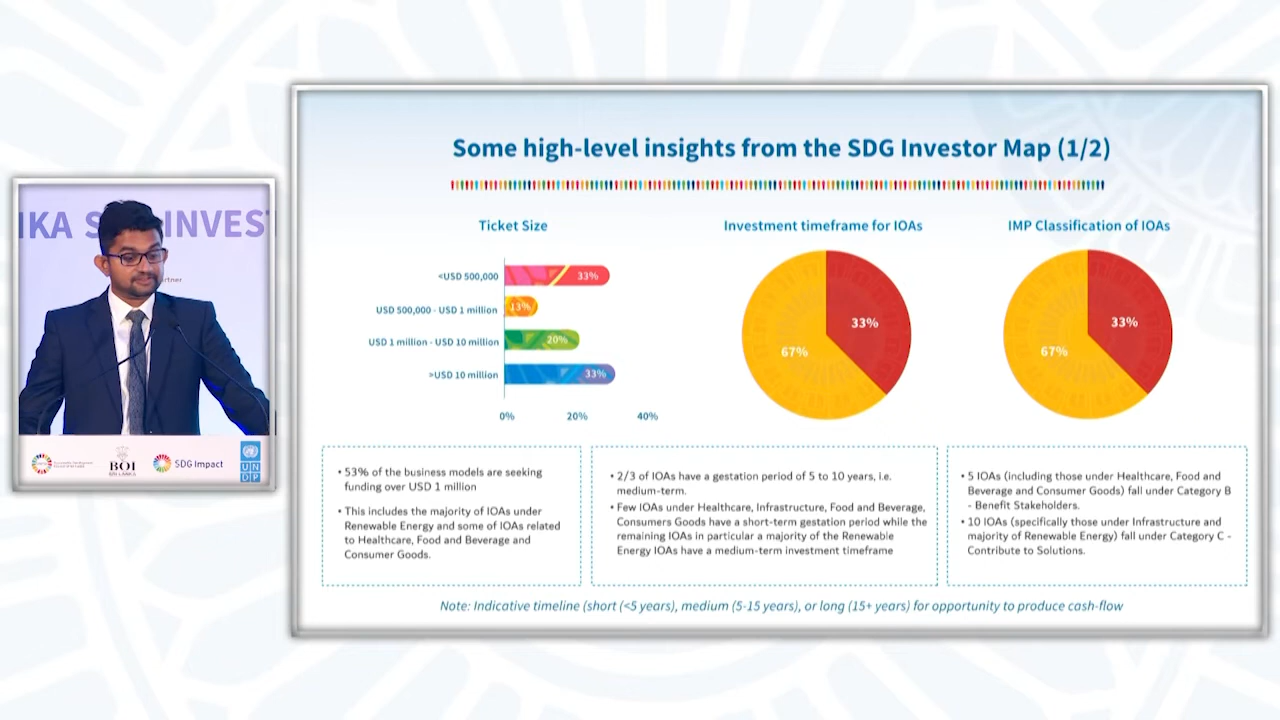 IKA S INVEST
rtner
BOI
SRI LANKA
SDG Impact
U N
D P
Some high-level insights from the SDG Investor Map (1/2)
Ticket Size
<USD 500,000
33%
USD 500,000 - USD 1 million
13%
USD 1 million - USD 10 million
20%
>USD 10 million
33%
0% 20% 40%
• 53% of the business models are seeking
funding over USD 1 million
• This includes the majority of IOAs under
Renewable Energy and some of IOAs related
to Healthcare, Food and Beverage and
Consumer Goods.
Investment timeframe for IOAs
33%
67%
• 2/3 of IOAs have a gestation period of 5 to 10 years, i.e.
medium-term.
• Few IOAs under Healthcare, Infrastructure, Food and Beverage,
Consumers Goods have a short-term gestation period while the
remaining IOAs in particular a majority of the Renewable
Energy IOAs have a medium-term investment timeframe
IMP Classification of IOAs
33%
67%
• 5 IOAs (including those under Healthcare, Food and
Beverage and Consumer Goods) fall under Category B
- Benefit Stakeholders.
• 10 IOAs (specifically those under Infrastructure and
majority of Renewable Energy) fall under Category C -
Contribute to Solutions.
Note: Indicative timeline (short (<5 years), medium (5-15 years), or long (15+ years) for opportunity to produce cash-flow